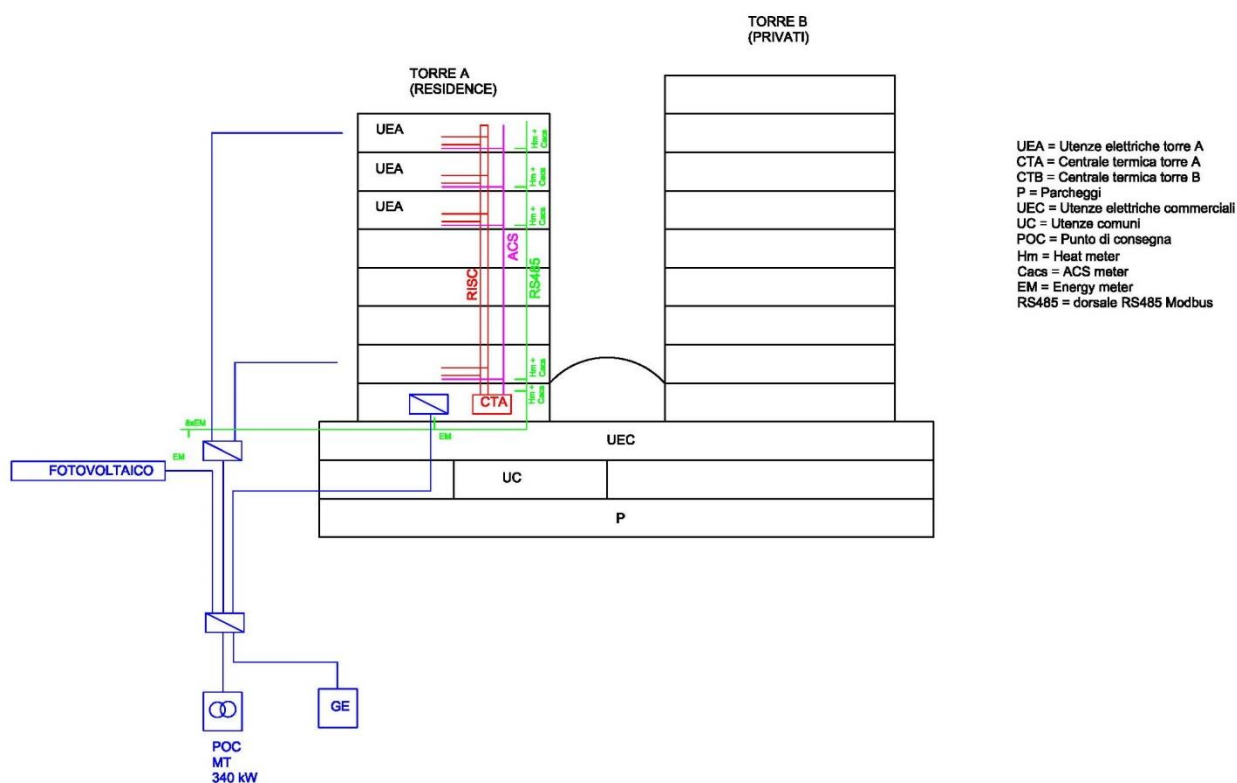 TORRE B
(PRIVATI)
TORRE A
(RESIDENCE)
UEA
Hm +
Cacs
UEA
Hm +
Cacs
UEA
Hm +
Cacs
ACS
RISC
RS485
Hm +
Cacs
Hm +
Cacs
CTA
UEA = Utenze elettriche torre A
CTA = Centrale termica torre A
CTB = Centrale termica torre B
P = Parcheggi
UEC = Utenze elettriche commerciali
UC = Utenze comuni
POC = Punto di consegna
Hm = Heat meter
Cacs = ACS meter
EM = Energy meter
RS485 = dorsale RS485 Modbus
8xEM
EM
UEC
EM
FOTOVOLTAICO
UC
P
GE
POC
MT
340 kW